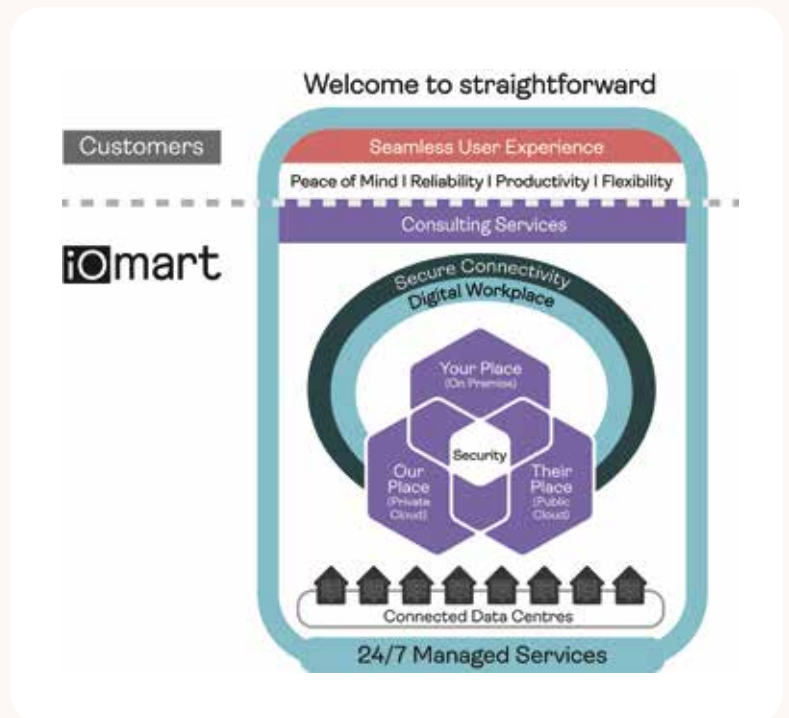 Welcome to straightforward
Customers
Seamless User Experience
Peace of Mind | Reliability | Productivity | Flexibility
Consulting Services
iomart
Secure Connectivity
Digital Workplace
Your Place
(On Premise)
Security
Our
Place
(Private
Cloud)
Their
Place
(Public
Cloud)
Connected Data Centres
24/7 Managed Services